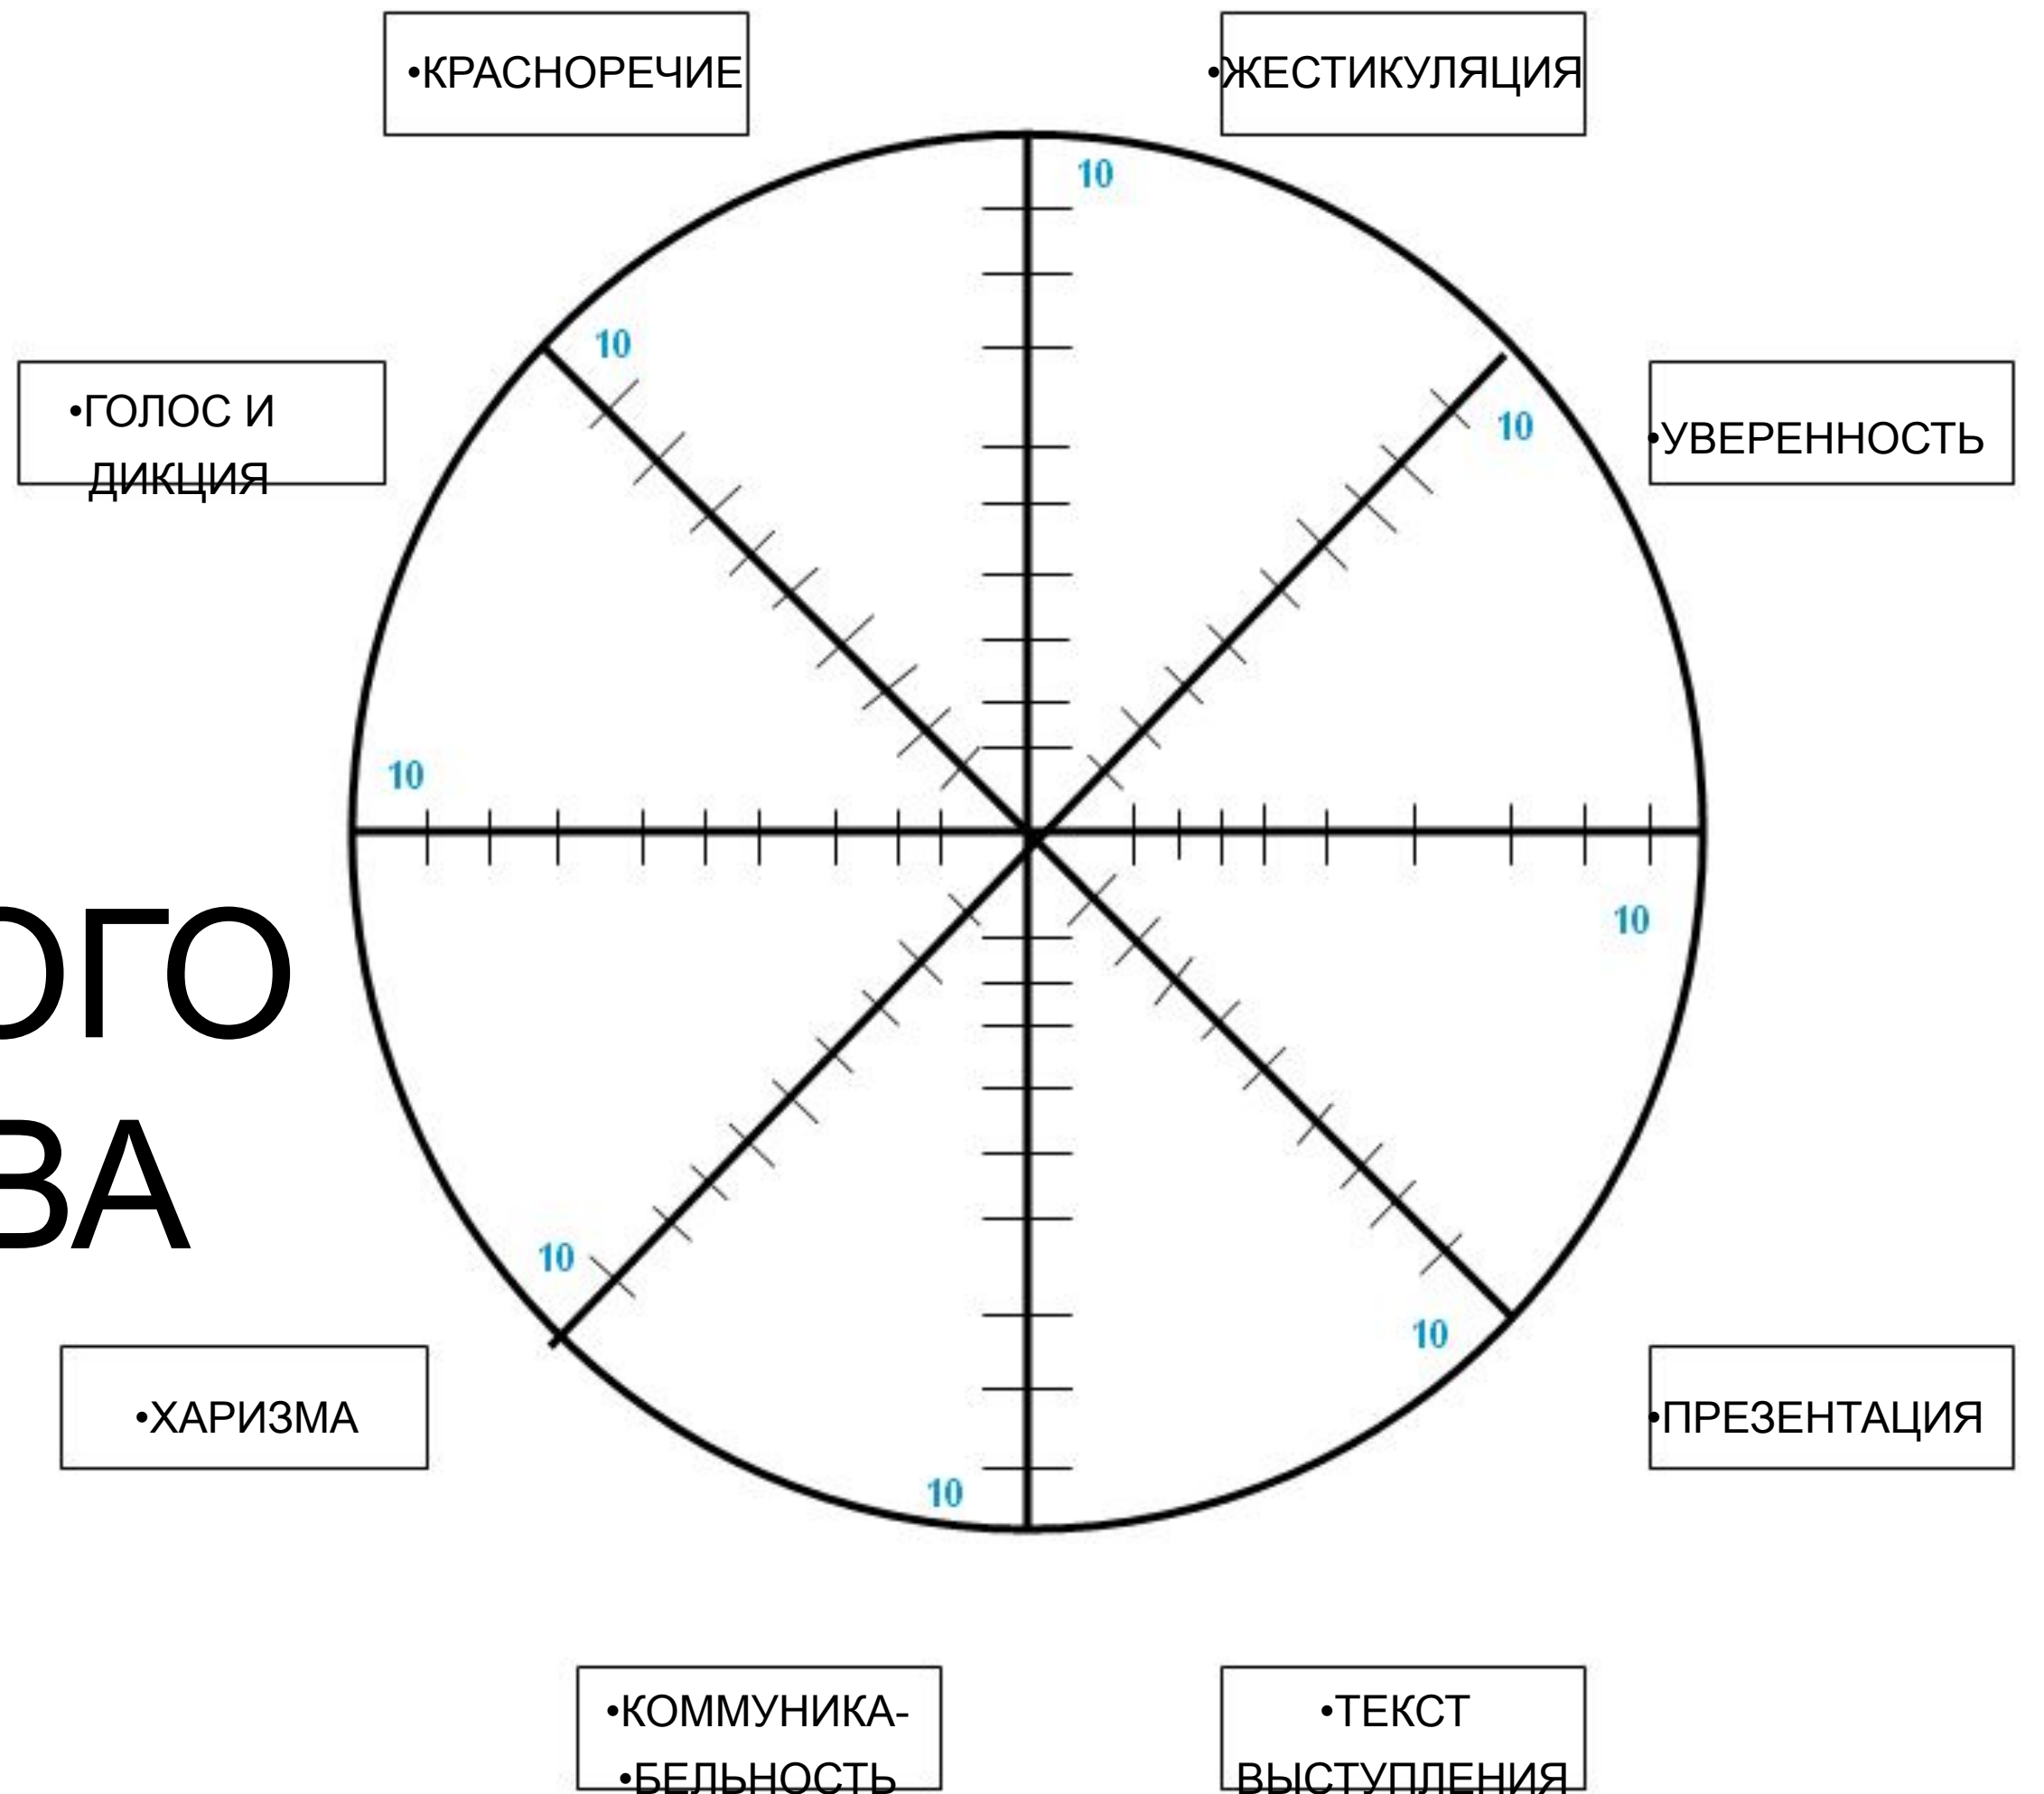 •КРАСНОРЕЧИЕ
•ЖЕСТИКУЛЯЦИЯ
10
10
•ГОЛОС И
ДИКЦИЯ
10
•УВЕРЕННОСТЬ
10
10
ОГО
ВА
10
10
•ХАРИЗМА
•ПРЕЗЕНТАЦИЯ
10
•КОММУНИКА-
•БЕЛЬНОСТЬ
•ТЕКСТ
ВЫСТУПЛЕНИЯ